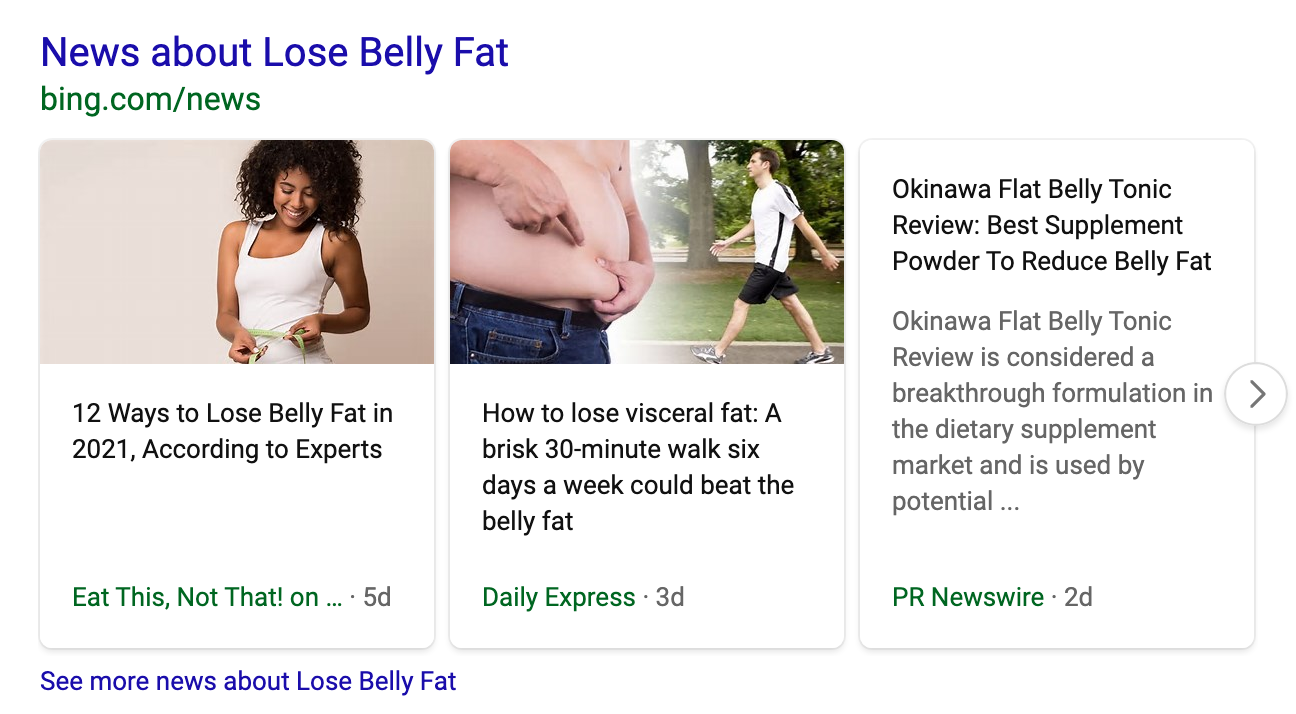 News about Lose Belly Fat
bing.com/news
12 Ways to Lose Belly Fat in
2021, According to Experts
Eat This, Not That! on ... · 5d
How to lose visceral fat: A
brisk 30-minute walk six
days a week could beat the
belly fat
Daily Express · 3d
Okinawa Flat Belly Tonic
Review: Best Supplement
Powder To Reduce Belly Fat
Okinawa Flat Belly Tonic
Review is considered a
breakthrough formulation in
the dietary supplement
market and is used by
potential ...
PR Newswire · 2d
See more news about Lose Belly Fat